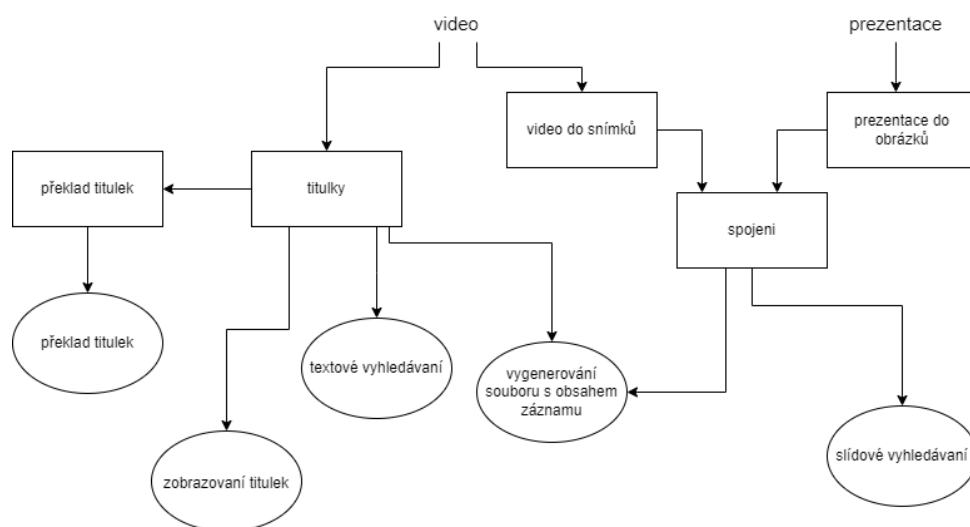 video
prezentace
video do snímků
prezentace do
obrázků
překlad titulek
titulky
spojeni
překlad titulek
textové vyhledávaní
vygenerování
souboru s obsahem
záznamu
zobrazovaní titulek
slídové vyhledávaní